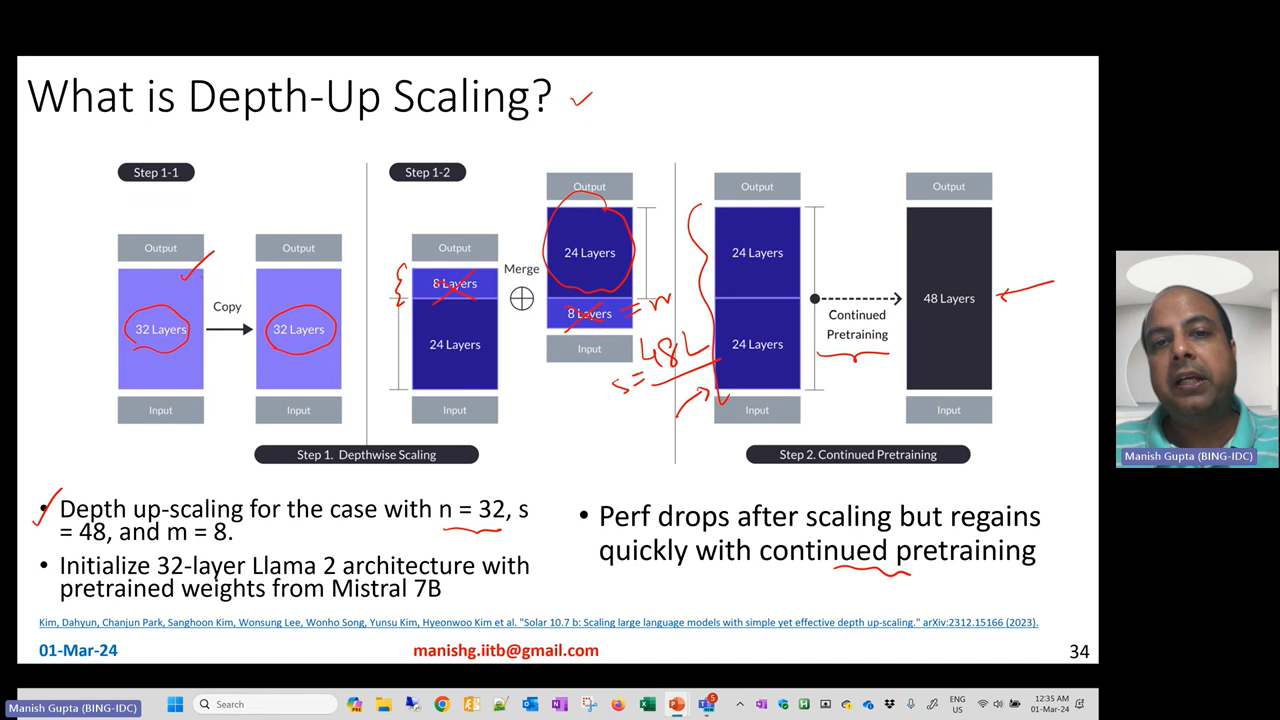 What is Depth-Up Scaling?
Step 1-1
Output
32 Layers
Input
Copy
Output
32 Layers
Input
Step 1-2
Output
8 Layers
24 Layers
Input
Merge
Output
24 Layers
8 Layers
Input
= m
s = 48L
Step 1. Depthwise Scaling
Output
24 Layers
24 Layers
Input
Continued
Pretraining
Output
48 Layers
Input
Step 2. Continued Pretraining
• Depth up-scaling for the case with n = 32, s
= 48, and m = 8.
• Initialize 32-layer Llama 2 architecture with
pretrained weights from Mistral 7B
• Perf drops after scaling but regains
quickly with continued pretraining
Kim, Dahyun, Chanjun Park, Sanghoon Kim, Wonsung Lee, Wonho Song, Yunsu Kim, Hyeonwoo Kim et al. "Solar 10.7 b: Scaling large language models with simple yet effective depth up-scaling." arXiv:2312.15166 (2023).
01-Mar-24
manishg.iitb@gmail.com
34
Manish Gupta (BING-IDC)
Manish Gupta (BING-IDC)
Search
5
ENG
US
12:35 AM
01-Mar-24